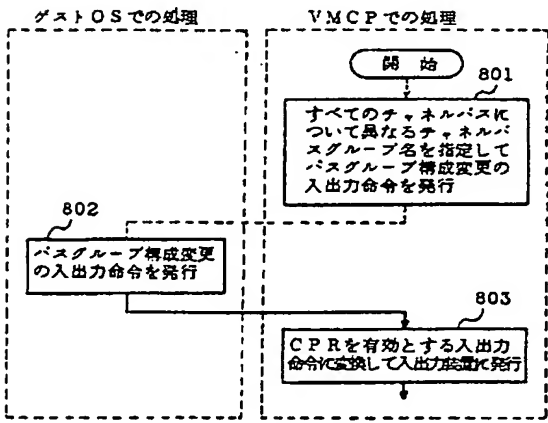 ゲストOSでの処理
VMCPでの処理
開 始
801
すべてのチャネルパスに
ついて異なるチャネルパ
スグループ名を指定して
パスグループ構成変更の
入出力命令を発行
802
パスグループ構成変更
の入出力命令を発行
803
CPRを有効とする入出力
命令に変換して入出力装置に発行